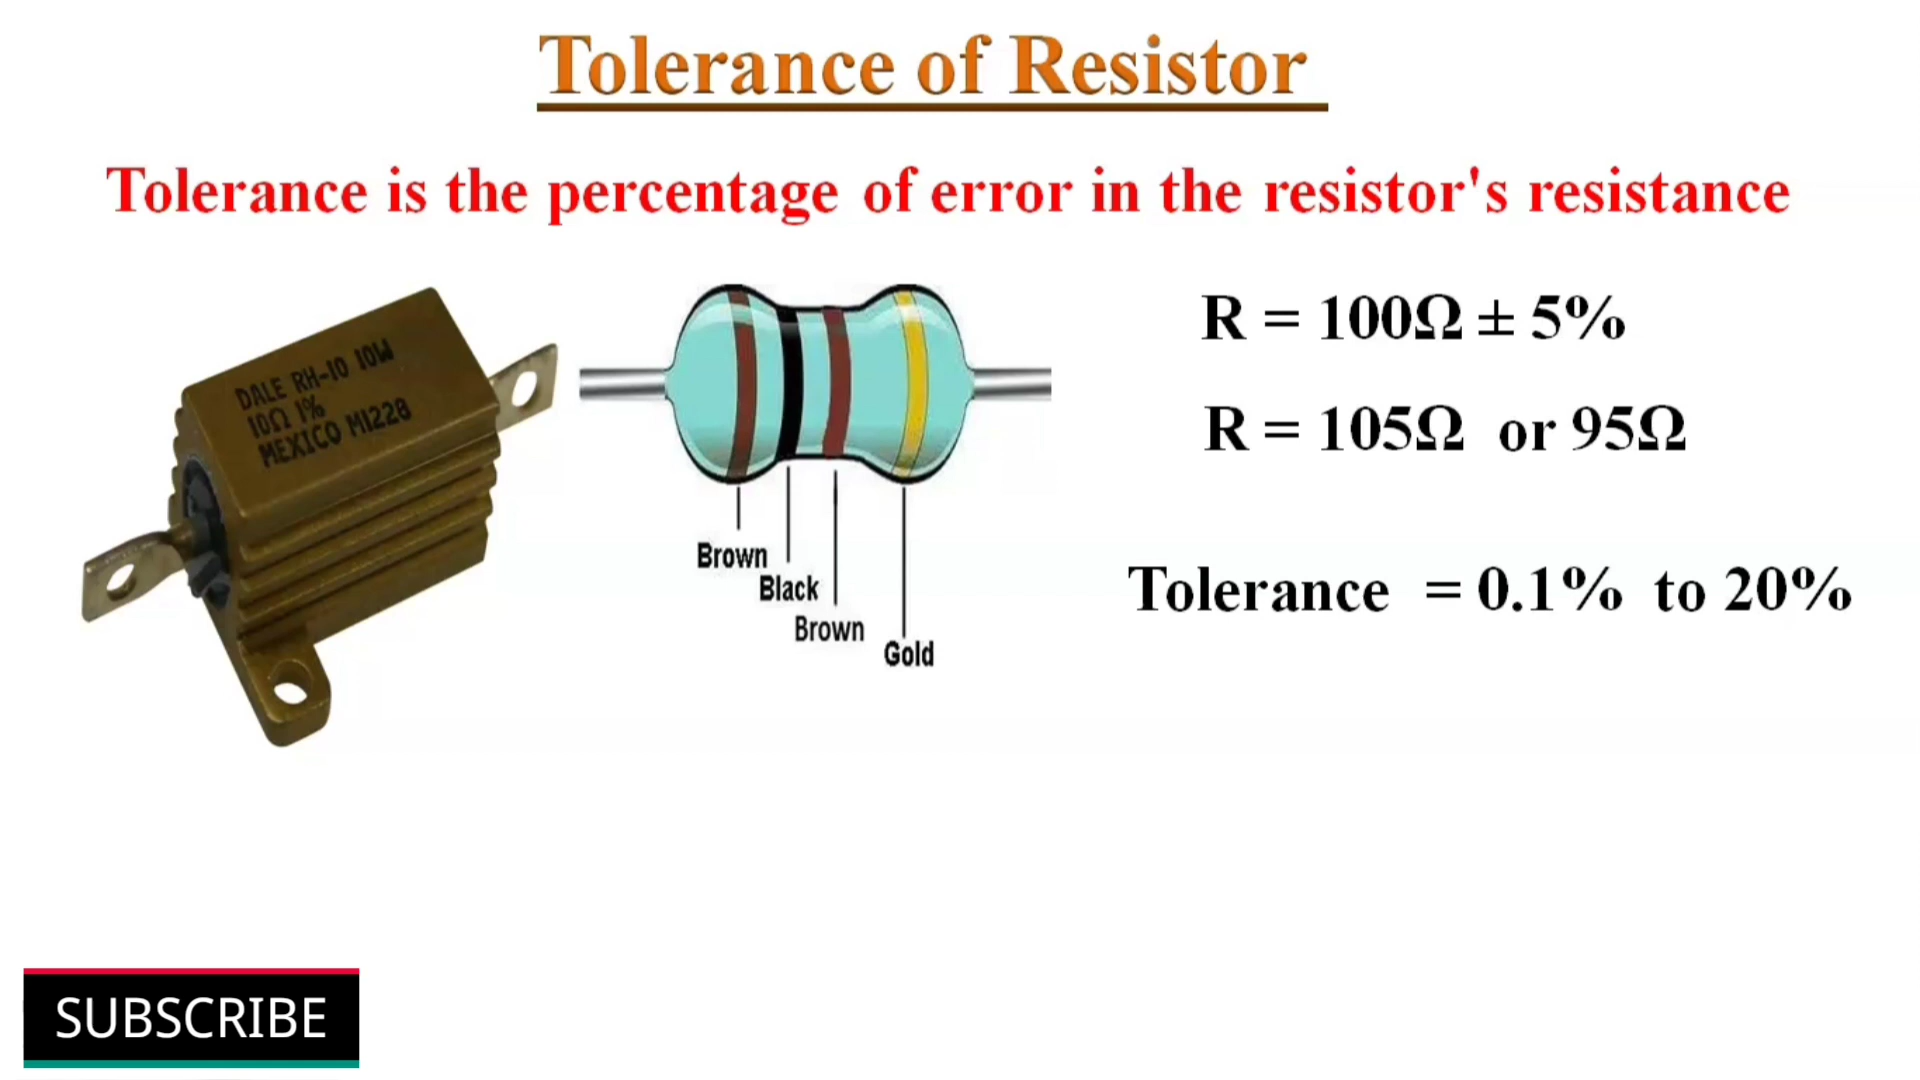 Tolerance of Resistor
Tolerance is the percentage of error in the resistor's resistance
DALE RH-10 10W
10Ω 1%
MEXICO M1228
R = 100Ω ± 5%
R = 105Ω or 95Ω
Brown
Black
Brown
Gold
Tolerance = 0.1% to 20%
SUBSCRIBE